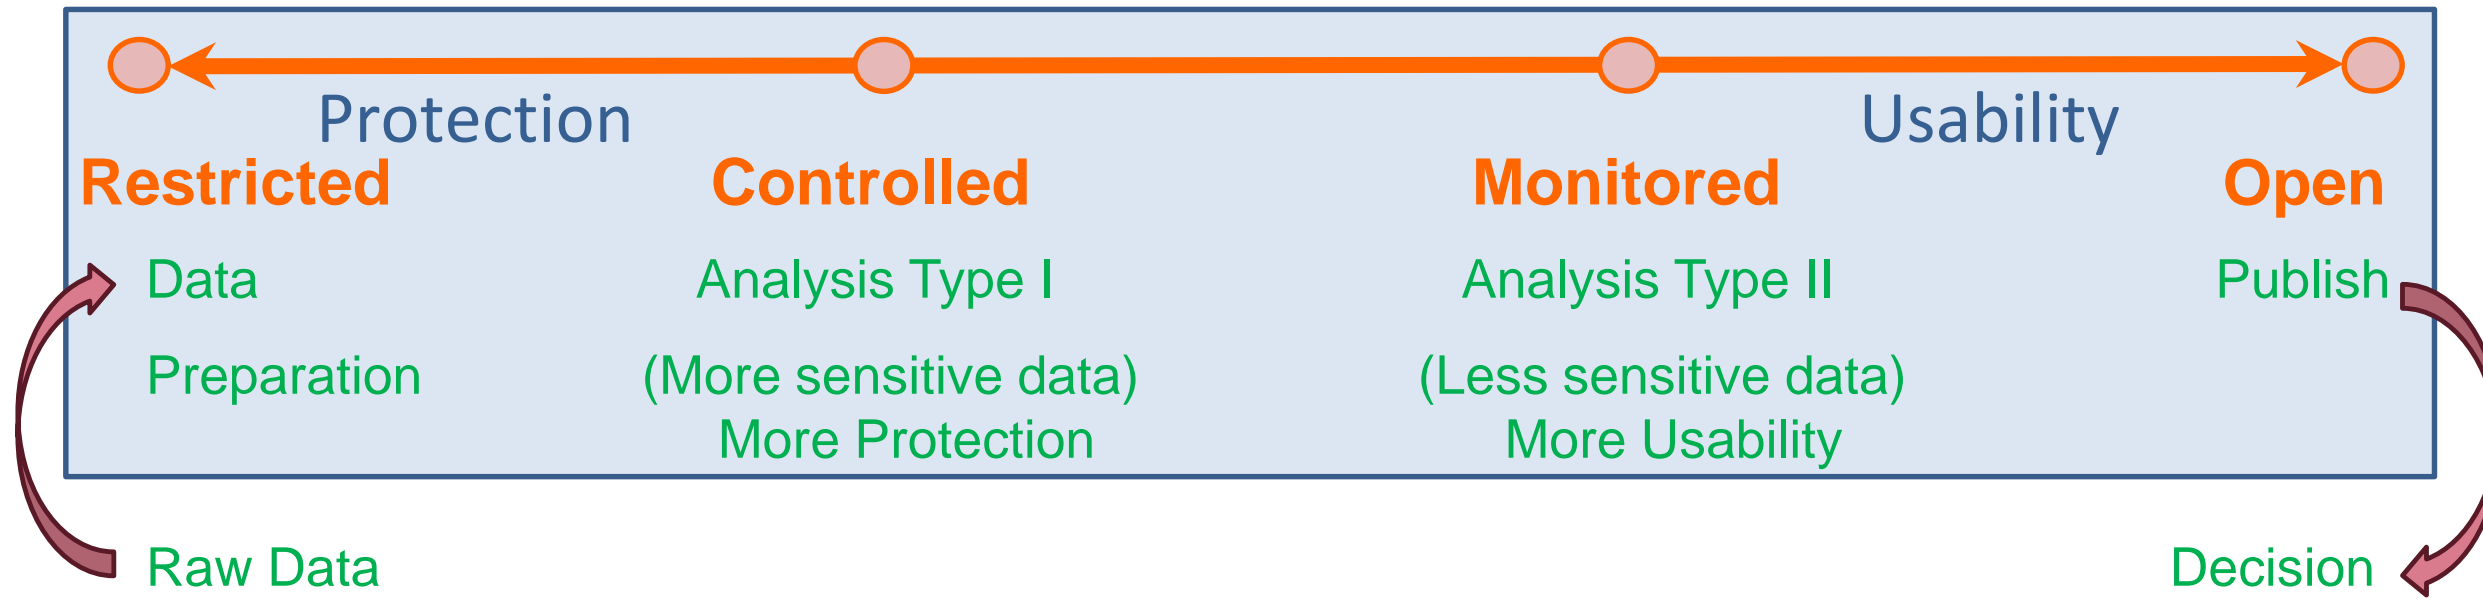 Protection Usability
Restricted Controlled Monitored Open
Data Analysis Type I Analysis Type II Publish
Preparation (More sensitive data) (Less sensitive data)
More Protection More Usability
Raw Data Decision